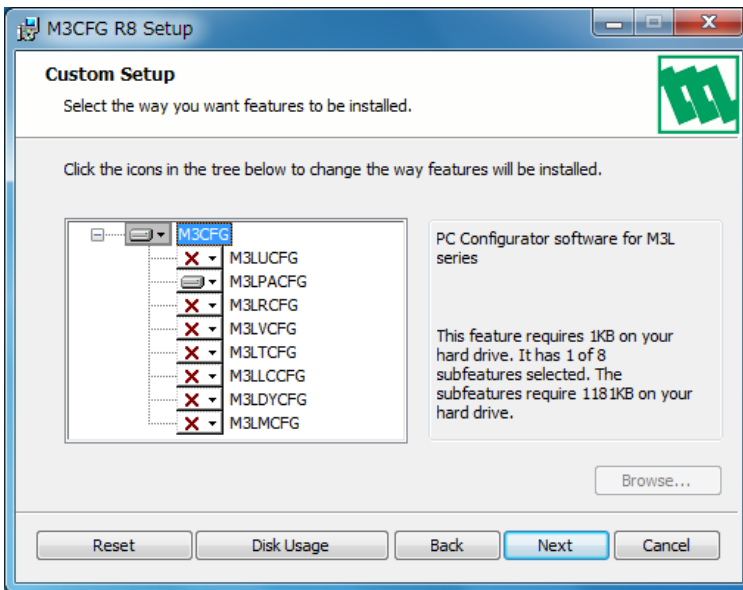 M3CFG R8 Setup
Custom Setup
Select the way you want features to be installed.
Click the icons in the tree below to change the way features will be installed.
M3CFG
M3LUCFG
M3LPACFG
M3LRCFG
M3LVCFG
M3LTCFG
M3LLCCFG
M3LDYCFG
M3LMCFG
PC Configurator software for M3L
series
This feature requires 1KB on your
hard drive. It has 1 of 8
subfeatures selected. The
subfeatures require 1181KB on your
hard drive.
Browse...
Reset Disk Usage Back Next Cancel